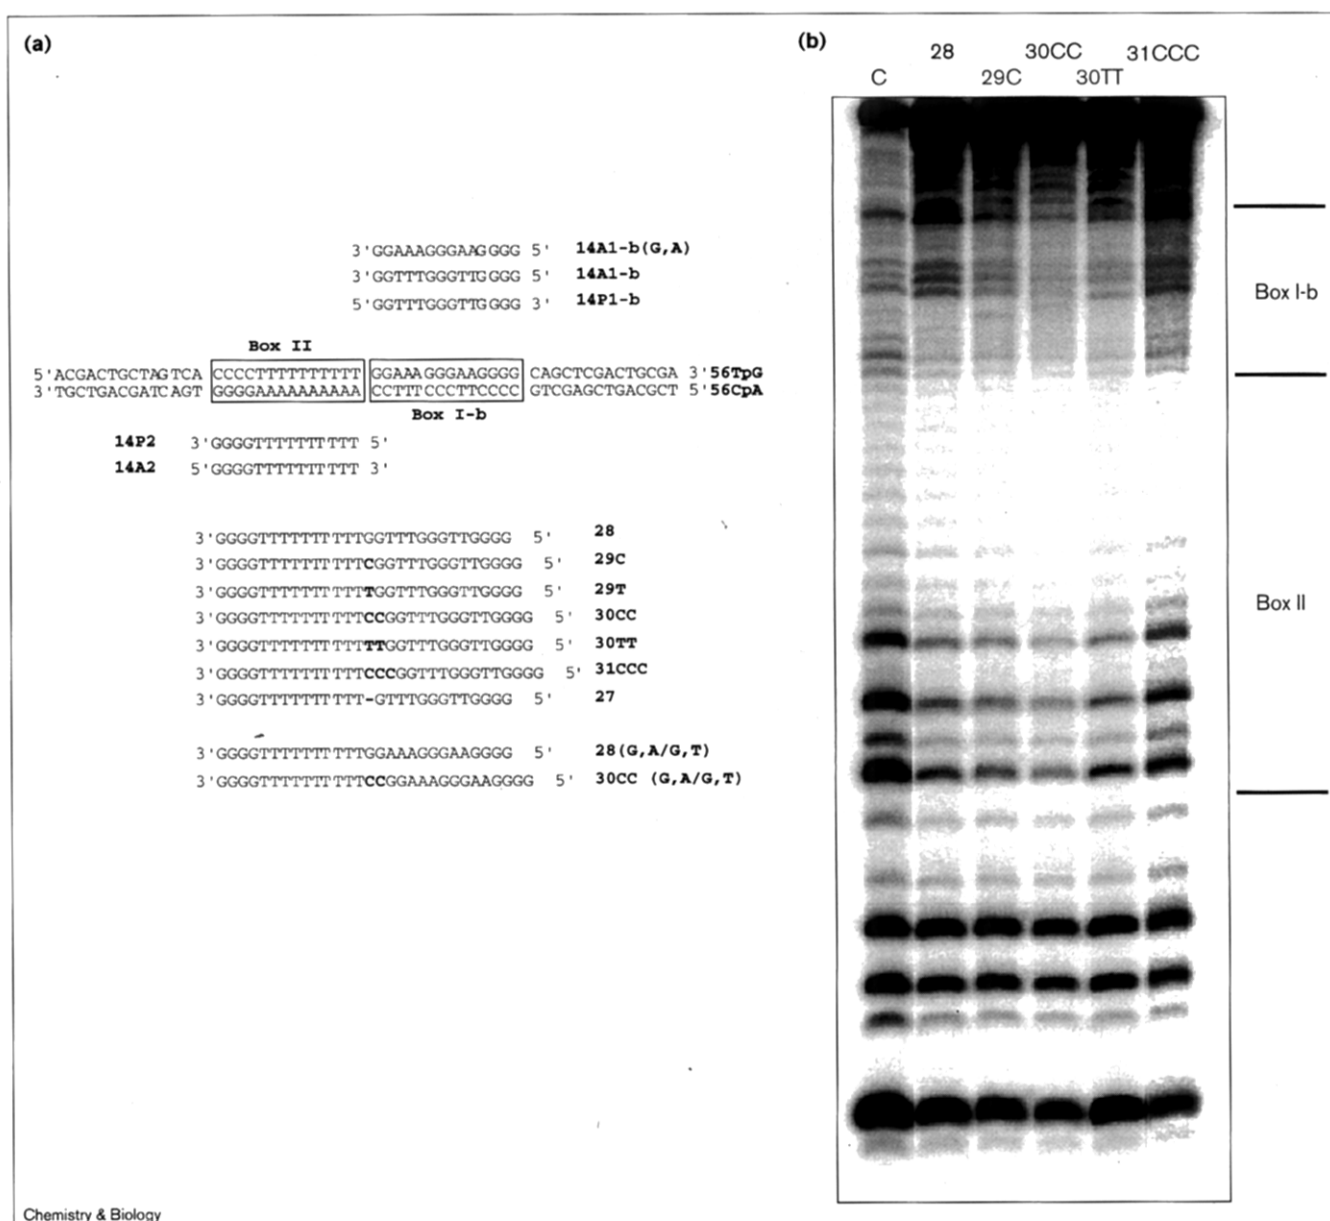 (a)
3'GGAAAGGGAAGGGG 5' 14A1-b(G,A)
3'GGTTTGGGTTGGGG 5' 14A1-b
5'GGTTTGGGTTGGGG 3' 14P1-b
Box II
5'ACGACTGCTAGTCA CCCCTTTTTTTTTT GGAAAGGGAAGGGG CAGCTCGACTGCGA 3'56TpG
3'TGCTGACGATCAGT GGGGAAAAAAAAAA CCTTTCCCTTCCCC GTCGAGCTGACGCT 5'56CpA
Box I-b
14P2 3'GGGGTTTTTTTTTT 5'
14A2 5'GGGGTTTTTTTTTT 3'
3'GGGGTTTTTTTTTTGGTTTGGGTTGGGG 5' 28
3'GGGGTTTTTTTTTTCGGTTTGGGTTGGGG 5' 29C
3'GGGGTTTTTTTTTTTGGTTTGGGTTGGGG 5' 29T
3'GGGGTTTTTTTTTTCCGGTTTGGGTTGGGG 5' 30CC
3'GGGGTTTTTTTTTTTTGGTTTGGGTTGGGG 5' 30TT
3'GGGGTTTTTTTTTTCCCGGTTTGGGTTGGGG 5' 31CCC
3'GGGGTTTTTTTTTT-GTTTGGGTTGGGG 5' 27
3'GGGGTTTTTTTTTTGGAAAGGGAAGGGG 5' 28(G,A/G,T)
3'GGGGTTTTTTTTTTCCGGAAAGGGAAGGGG 5' 30CC (G,A/G,T)
Chemistry & Biology
(b)
28 30CC 31CCC
C 29C 30TT
Box I-b
Box II